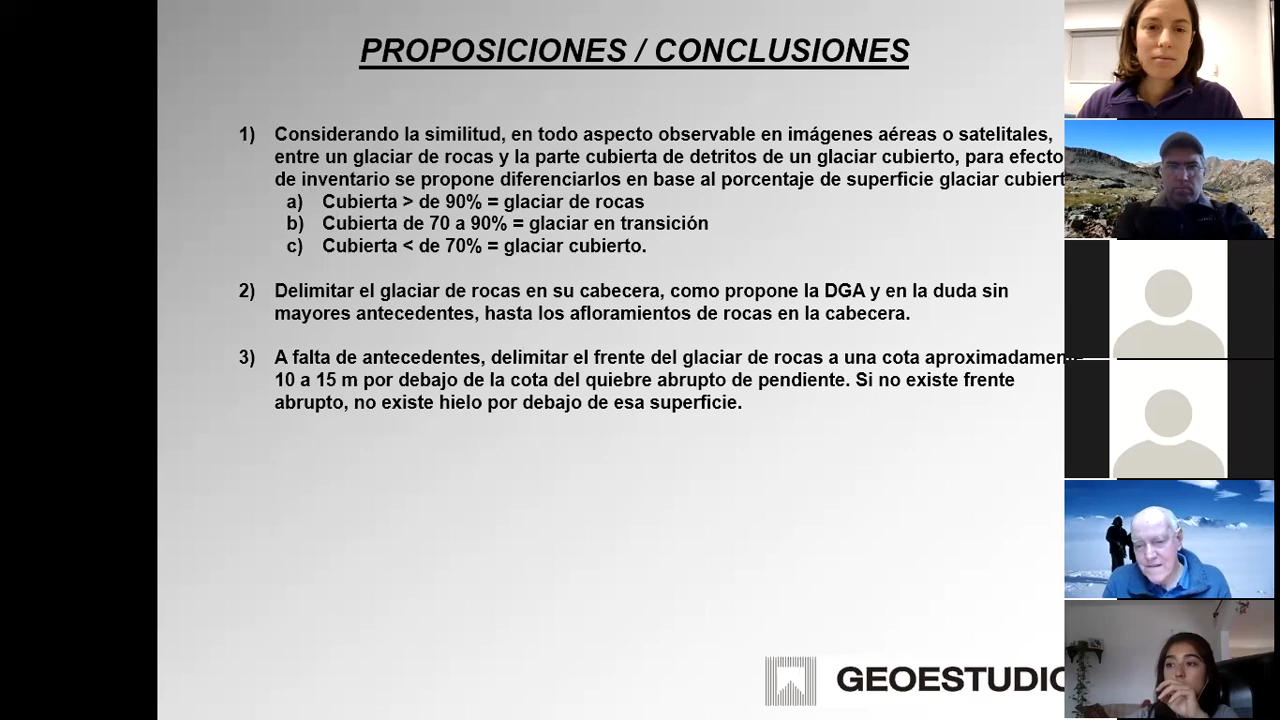 PROPOSICIONES / CONCLUSIONES
1) Considerando la similitud, en todo aspecto observable en imágenes aéreas o satelitales,
entre un glaciar de rocas y la parte cubierta de detritos de un glaciar cubierto, para efecto
de inventario se propone diferenciarlos en base al porcentaje de superficie glaciar cubiert
a) Cubierta > de 90% = glaciar de rocas
b) Cubierta de 70 a 90% = glaciar en transición
c) Cubierta < de 70% = glaciar cubierto.
2) Delimitar el glaciar de rocas en su cabecera, como propone la DGA y en la duda sin
mayores antecedentes, hasta los afloramientos de rocas en la cabecera.
3) A falta de antecedentes, delimitar el frente del glaciar de rocas a una cota aproximadamen
10 a 15 m por debajo de la cota del quiebre abrupto de pendiente. Si no existe frente
abrupto, no existe hielo por debajo de esa superficie.
GEOESTUDIO